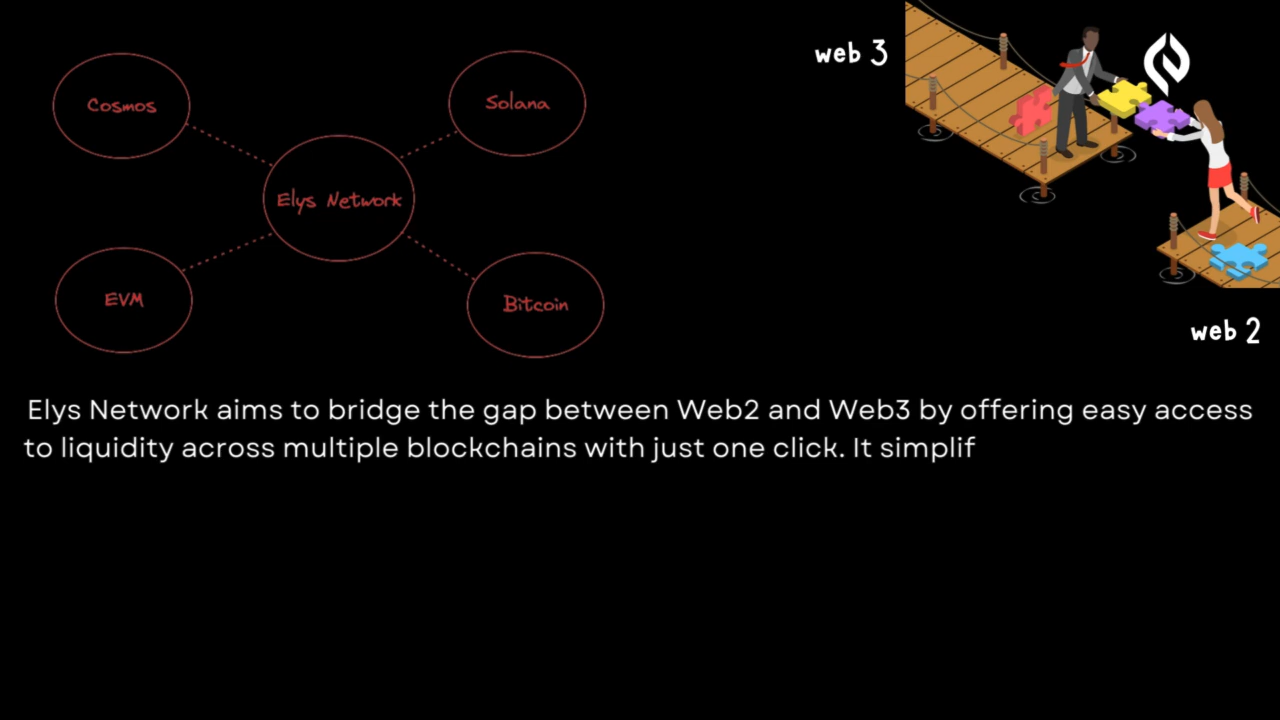 web 3
Cosmos
Solana
Elys Network
EVM
Bitcoin
web 2
Elys Network aims to bridge the gap between Web2 and Web3 by offering easy access
to liquidity across multiple blockchains with just one click. It simplif